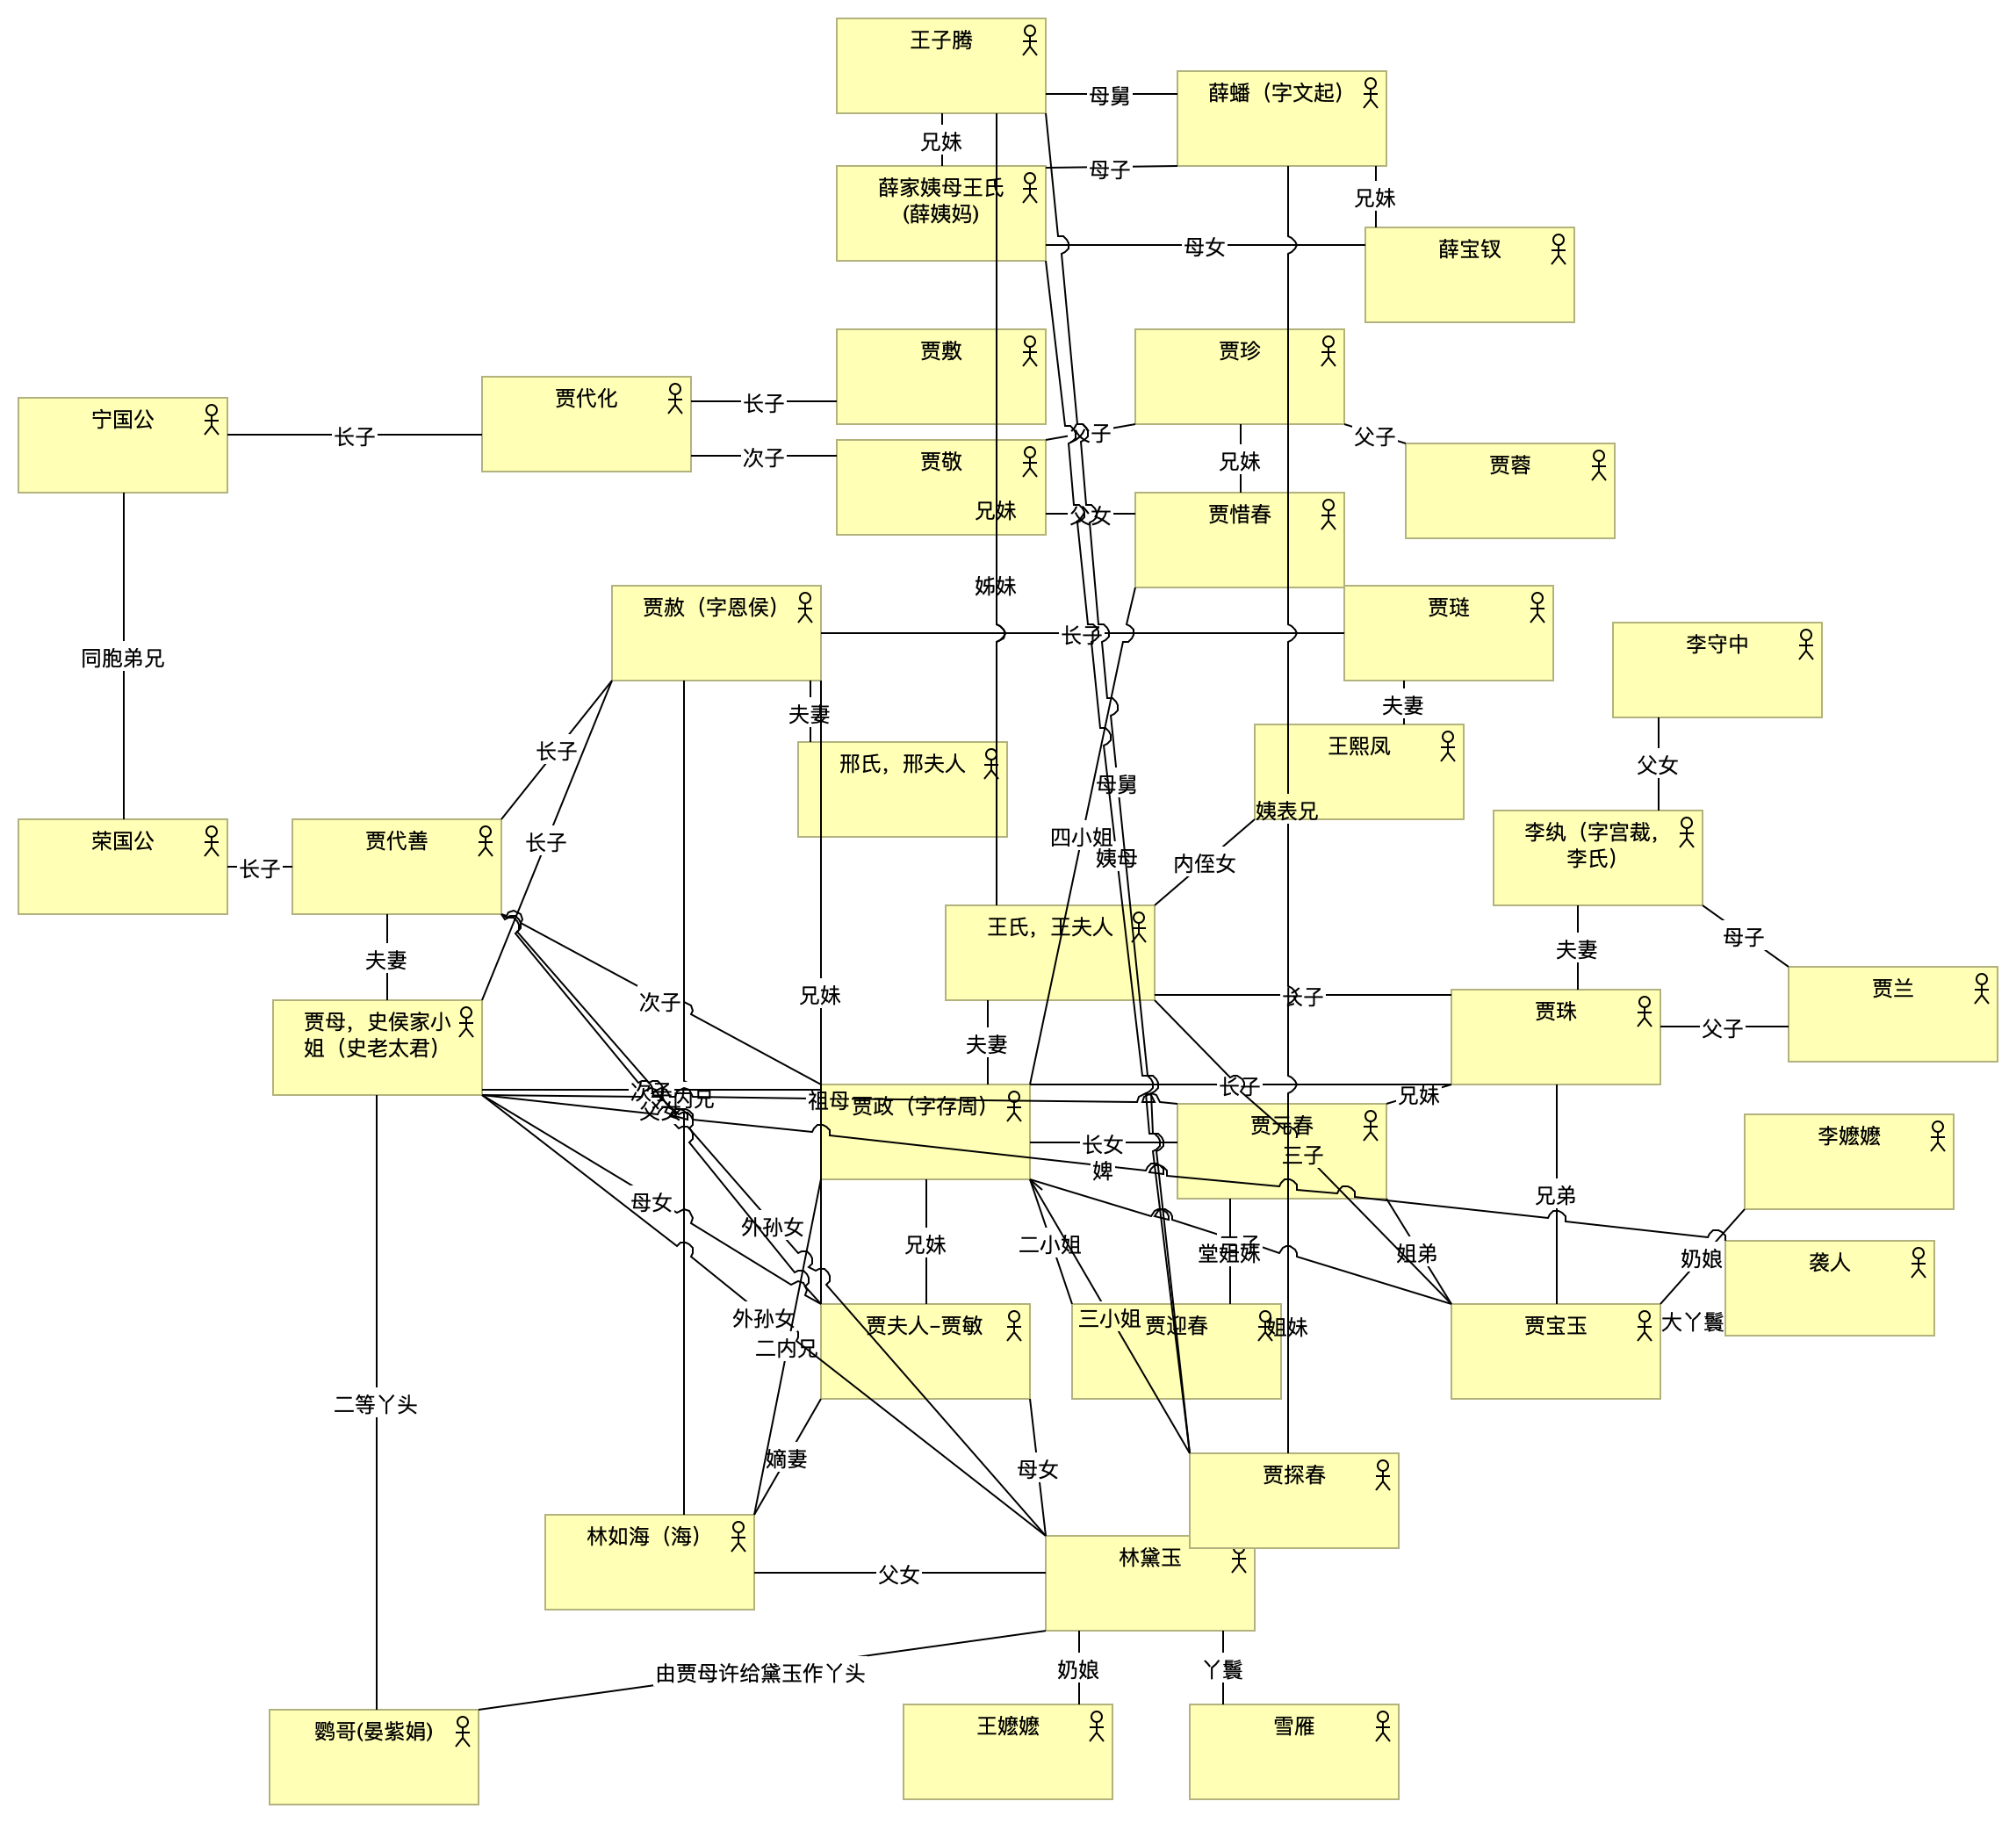 王子腾
母舅
薛蟠（字文起）
兄妹
母子
薛家姨母王氏
(薛姨妈)
兄妹
母女
薛宝钗
贾敷
贾珍
宁国公
贾代化
长子
长子
父子
父子
次子
贾敬
兄妹
贾蓉
兄妹
父女
贾惜春
姊妹
贾赦（字恩侯）
长子
贾琏
李守中
同胞弟兄
夫妻
夫妻
长子
邢氏，邢夫人
王熙凤
父女
母舅
姨表兄
荣国公
贾代善
长子
四小姐
李纨（字宫裁，
李氏）
长子
姨母
内侄女
夫妻
王氏，王夫人
夫妻
母子
贾母，史侯家小
姐（史老太君）
次子
兄妹
夫妻
长子
贾珠
父子
贾兰
次子
大内兄
父女
祖母
贾政（字存周）
长子
兄妹
贾元春
长女
婢
三子
李嬷嬷
母女
外孙女
兄妹
二小姐
二子
堂姐妹
姐弟
兄弟
奶娘
袭人
外孙女
二内兄
贾夫人-贾敏
三小姐
贾迎春
姐妹
贾宝玉
大丫鬟
二等丫头
嫡妻
母女
贾探春
林如海（海）
林黛玉
父女
由贾母许给黛玉作丫头
奶娘
丫鬟
鹦哥(晏紫娟)
王嬷嬷
雪雁